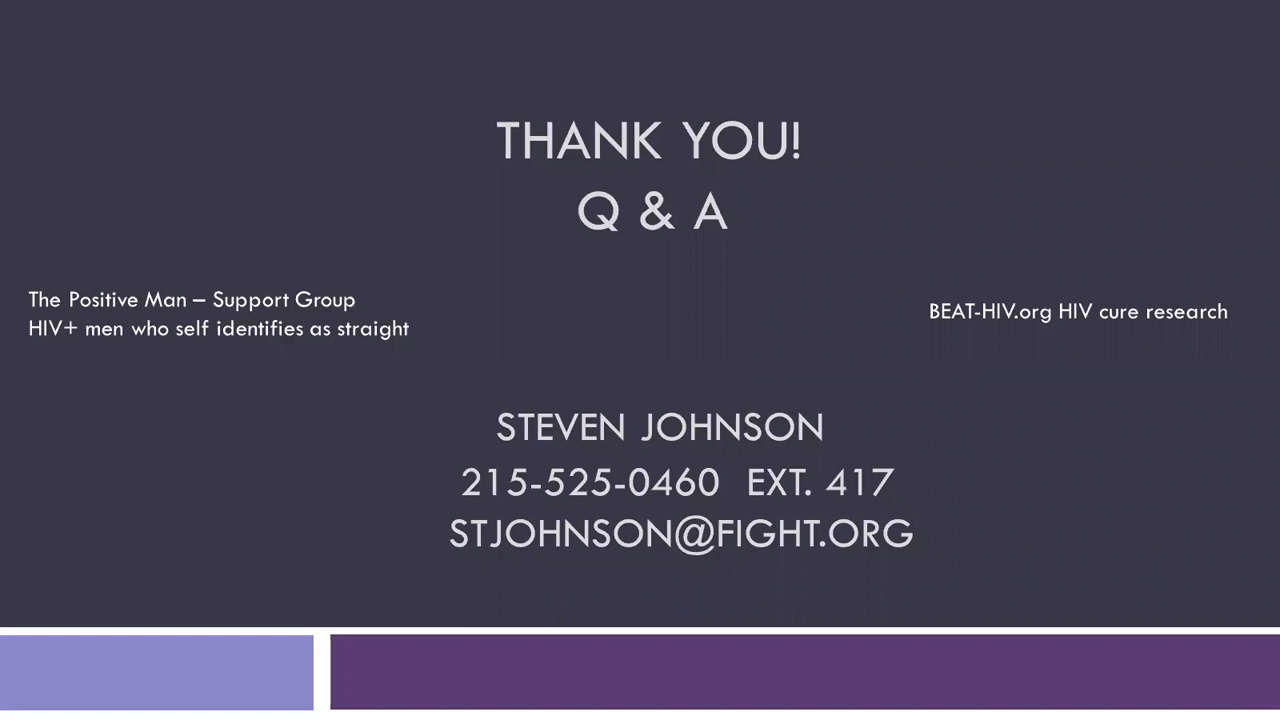 THANK YOU!
Q & A
The Positive Man – Support Group
HIV+ men who self identifies as straight
BEAT-HIV.org HIV cure research
STEVEN JOHNSON
215-525-0460 EXT. 417
STJOHNSON@FIGHT.ORG